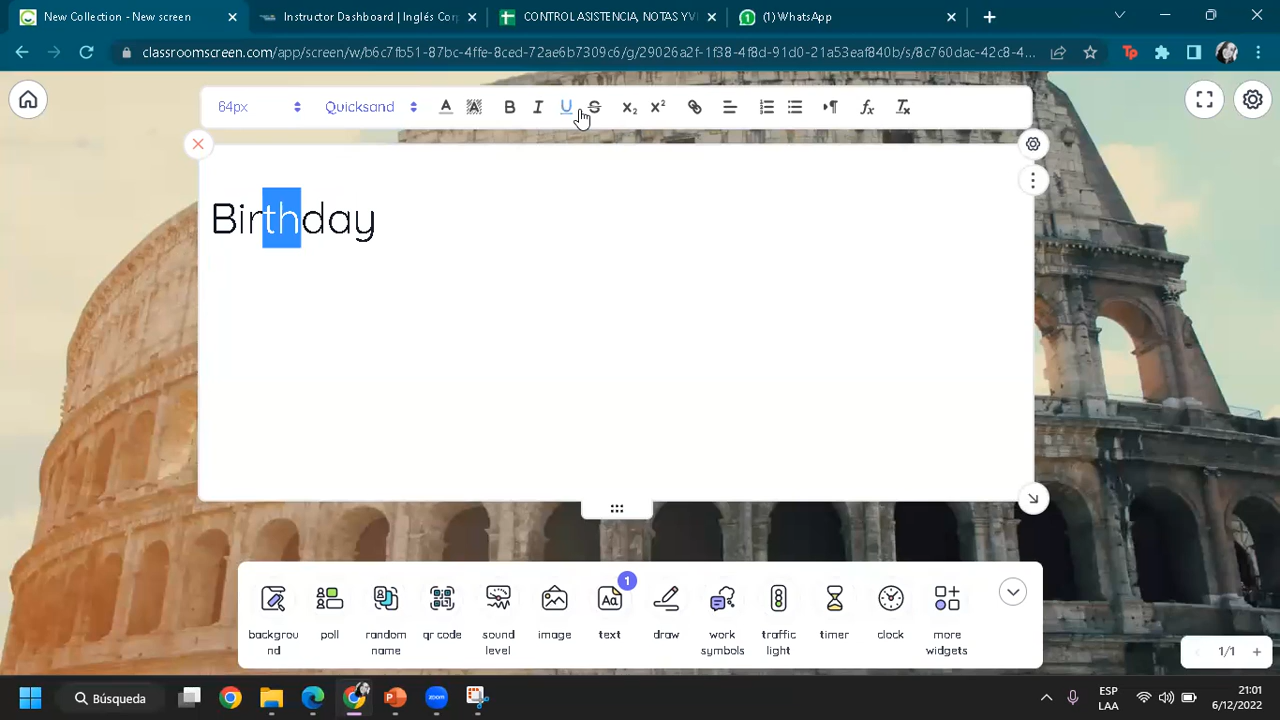 New Collection - New screen
Instructor Dashboard | Inglés Cor
CONTROL ASISTENCIA, NOTAS Y V
(1) WhatsApp
classroomscreen.com/app/screen/w/b6c7fb51-87bc-4ffe-8ced-72ae6b7309c6/g/29026a2f-1f38-4f8d-91d0-21a53eaf840b/s/8c760dac-42c8-4...
64px
Quicksand
Birthday
1
backgrou
nd
poll
random
name
qr code
sound
level
image
text
draw
work
symbols
traffic
light
timer
clock
more
widgets
1/1
Búsqueda
ESP
LAA
21:01
6/12/2022